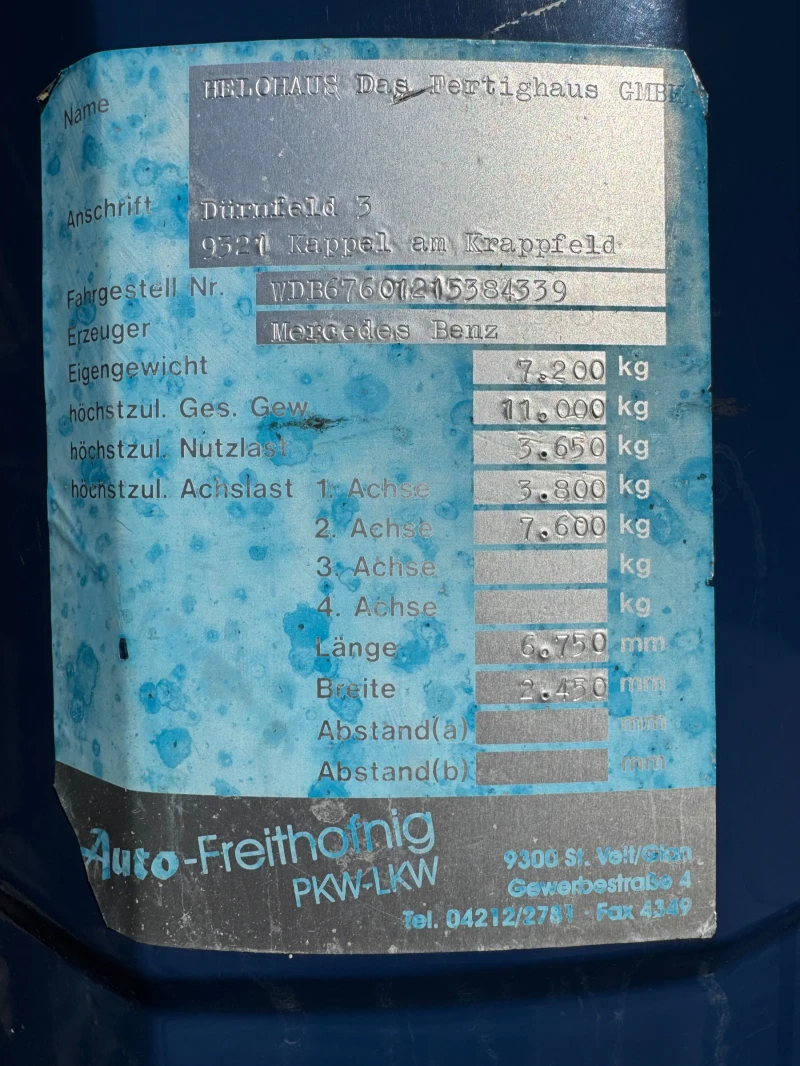 Name HELOHAUS Das Fertighaus GMBH
Anschrift Dürnfeld 3
9321 Kappel am Krappfeld
Fahrgestell Nr. WDB67601215384339
Erzeuger Mercedes Benz
Eigengewicht 7.200 kg
höchstzul. Ges. Gew. 11.000 kg
höchstzul. Nutzlast 3.650 kg
höchstzul. Achslast 1. Achse 3.800 kg
2. Achse 7.600 kg
3. Achse kg
4. Achse kg
Länge 6.750 mm
Breite 2.450 mm
Abstand(a) mm
Abstand(b) mm
Auto-Freithofnig
PKW-LKW
9300 St. Veit/Glan
Gewerbestraße 4
Tel. 04212/2781 · Fax 4349